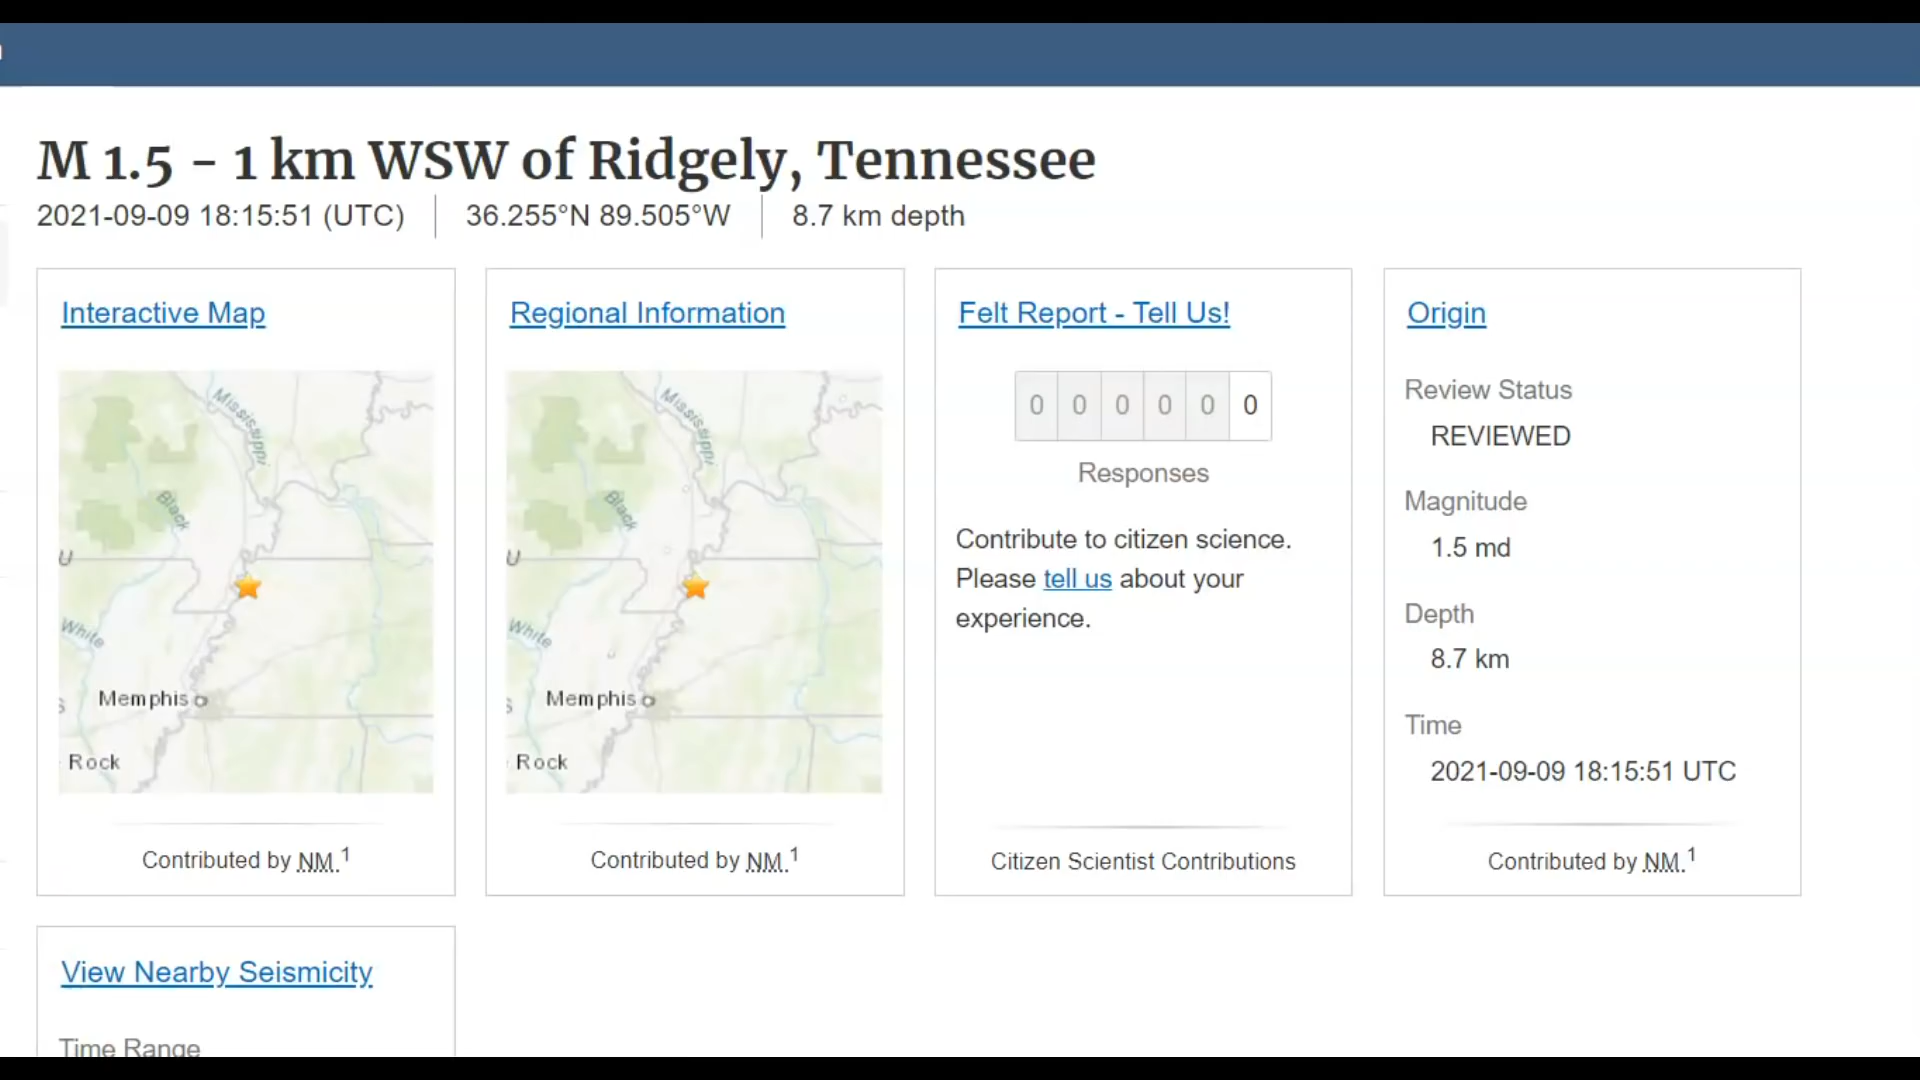 M 1.5 - 1 km WSW of Ridgely, Tennessee
2021-09-09 18:15:51 (UTC) 36.255°N 89.505°W 8.7 km depth
Interactive Map
Mississippi
Black
U
White
Memphis
Rock
Contributed by NM 1
Regional Information
Mississippi
Black
U
White
Memphis
Rock
Contributed by NM 1
Felt Report - Tell Us!
0 0 0 0 0 0
Responses
Contribute to citizen science.
Please tell us about your
experience.
Citizen Scientist Contributions
Origin
Review Status
REVIEWED
Magnitude
1.5 md
Depth
8.7 km
Time
2021-09-09 18:15:51 UTC
Contributed by NM 1
View Nearby Seismicity
Time Range